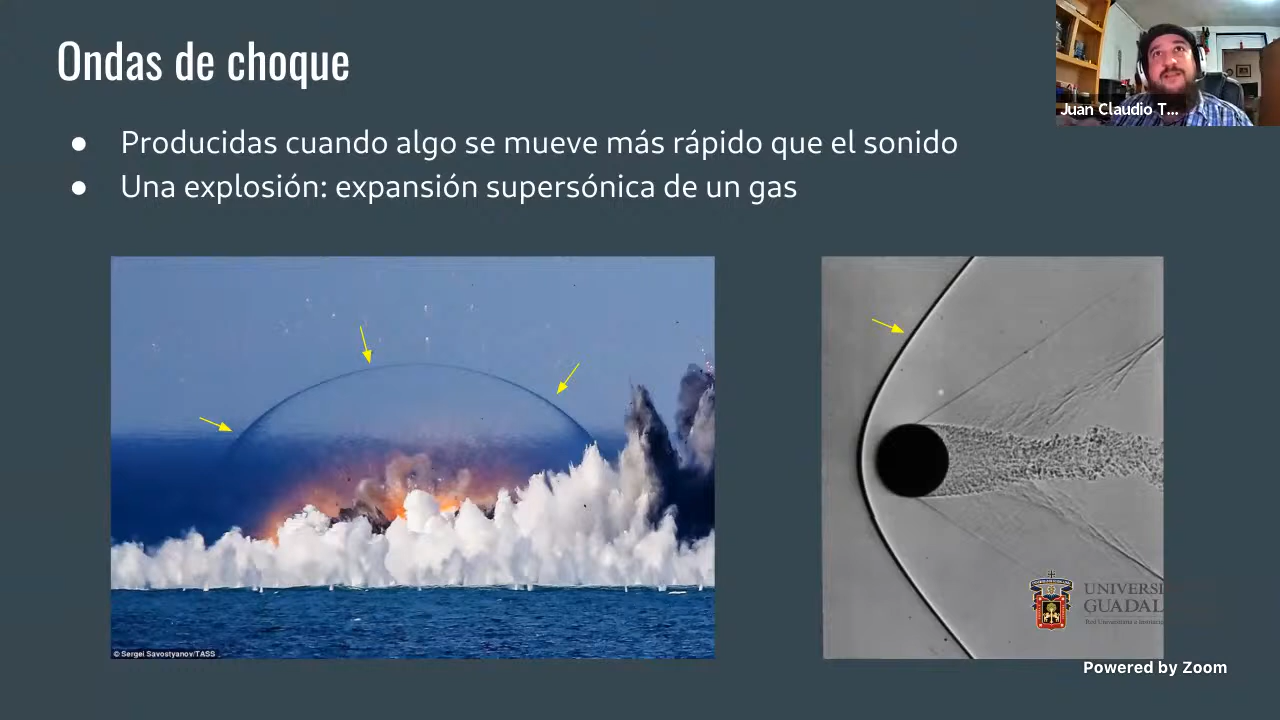 Ondas de choque
Juan Claudio T...
● Producidas cuando algo se mueve más rápido que el sonido
● Una explosión: expansión supersónica de un gas
© Sergei Savostyanov/TASS
UNIVERSI
GUADAL
Powered by Zoom